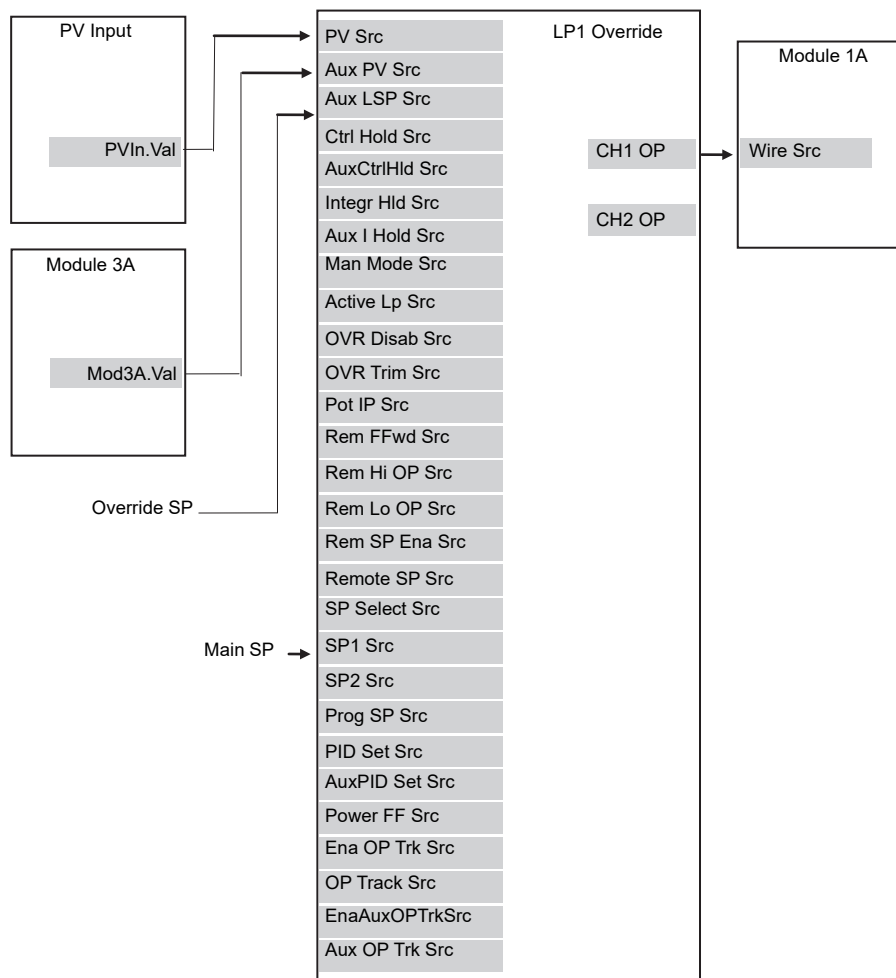 PV Input
PVIn.Val
Module 3A
Mod3A.Val
Override SP
Main SP
LP1 Override
PV Src
Aux PV Src
Aux LSP Src
Ctrl Hold Src
AuxCtrlHld Src
Integr Hld Src
Aux I Hold Src
Man Mode Src
Active Lp Src
OVR Disab Src
OVR Trim Src
Pot IP Src
Rem FFwd Src
Rem Hi OP Src
Rem Lo OP Src
Rem SP Ena Src
Remote SP Src
SP Select Src
SP1 Src
SP2 Src
Prog SP Src
PID Set Src
AuxPID Set Src
Power FF Src
Ena OP Trk Src
OP Track Src
EnaAuxOPTrkSrc
Aux OP Trk Src
CH1 OP
CH2 OP
Module 1A
Wire Src